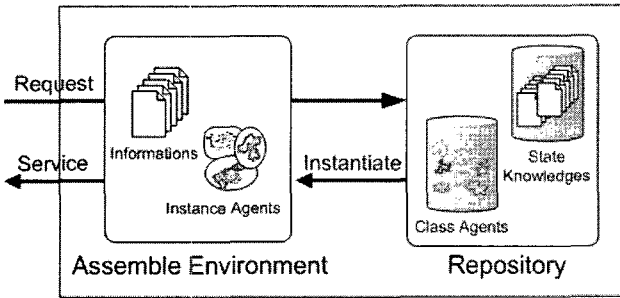 Request
Informations
Service
Instance Agents
Instantiate
State
Knowledges
Class Agents
Assemble Environment
Repository